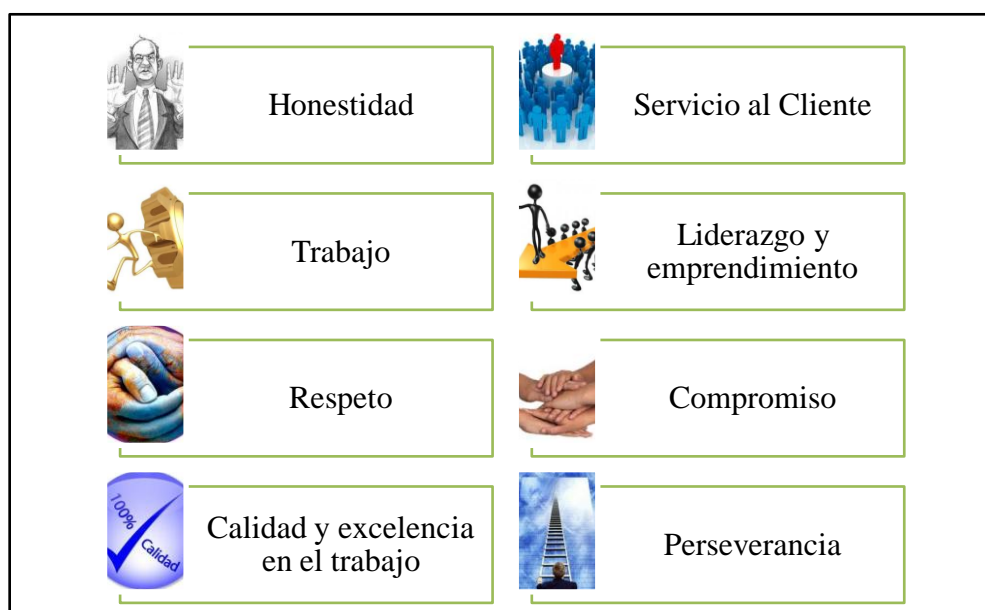 Honestidad
Servicio al Cliente
Trabajo
Liderazgo y
emprendimiento
Respeto
Compromiso
100%
Calidad
Calidad y excelencia
en el trabajo
Perseverancia